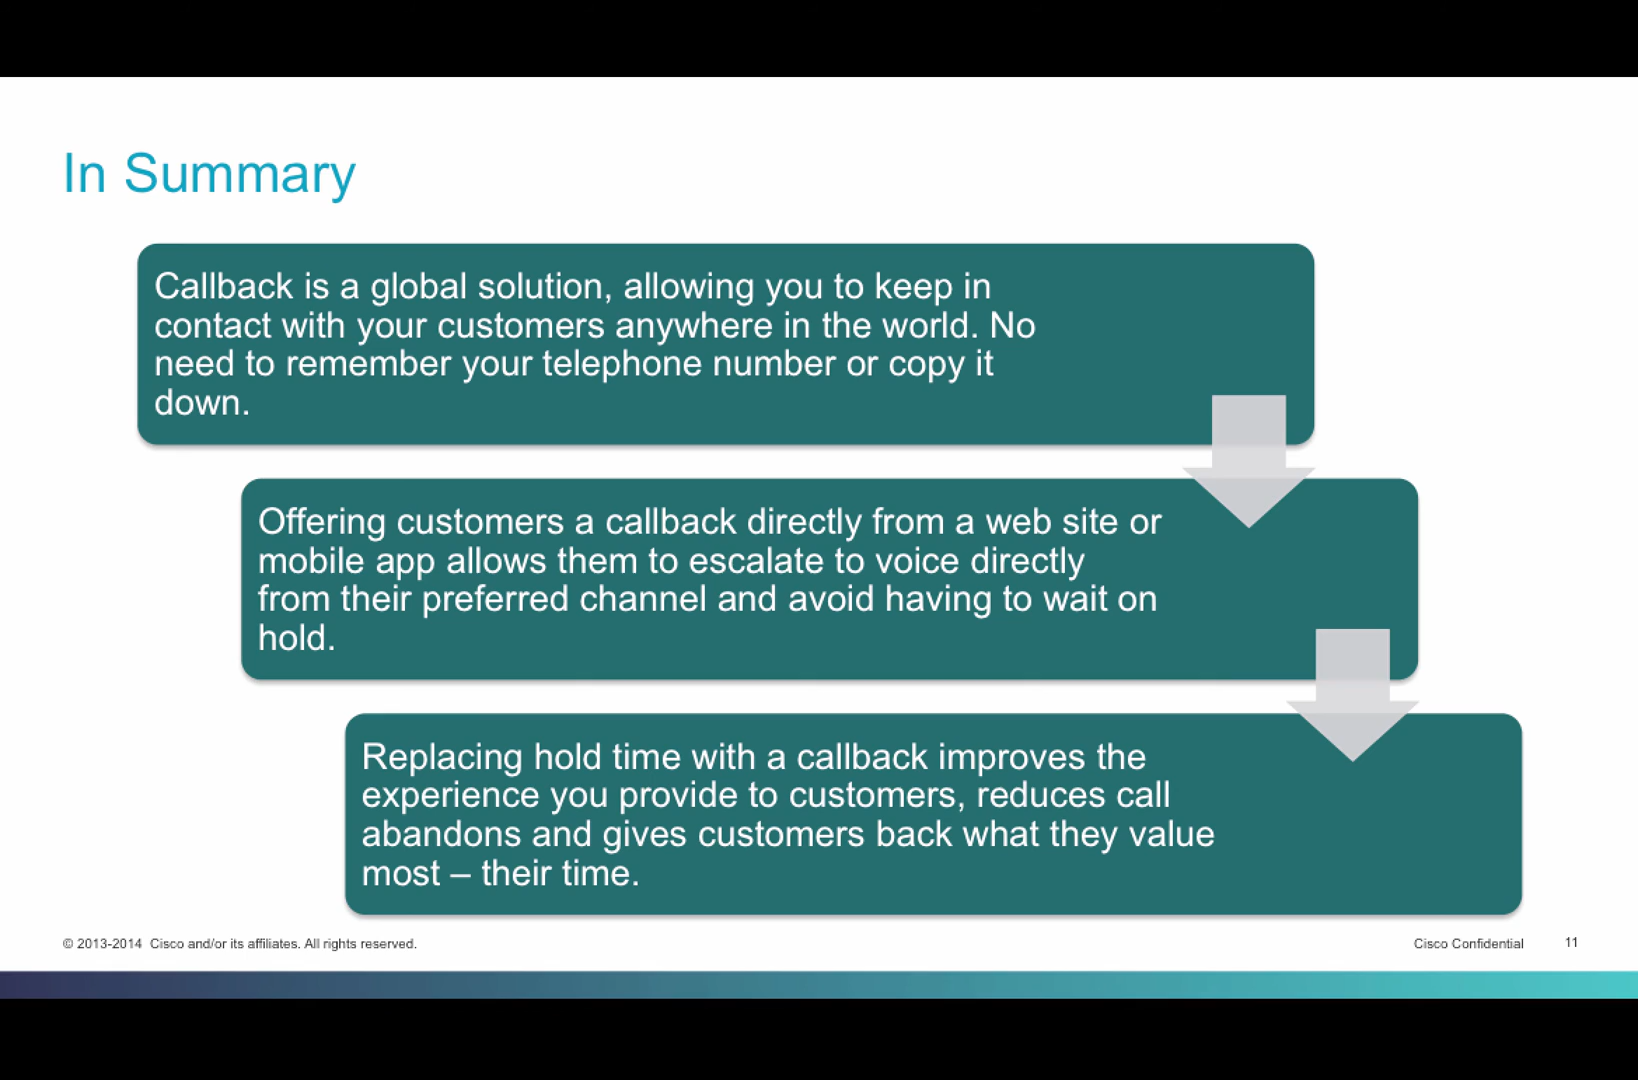 In Summary
Callback is a global solution, allowing you to keep in
contact with your customers anywhere in the world. No
need to remember your telephone number or copy it
down.
Offering customers a callback directly from a web site or
mobile app allows them to escalate to voice directly
from their preferred channel and avoid having to wait on
hold.
Replacing hold time with a callback improves the
experience you provide to customers, reduces call
abandons and gives customers back what they value
most – their time.
© 2013-2014 Cisco and/or its affiliates. All rights reserved.
Cisco Confidential 11